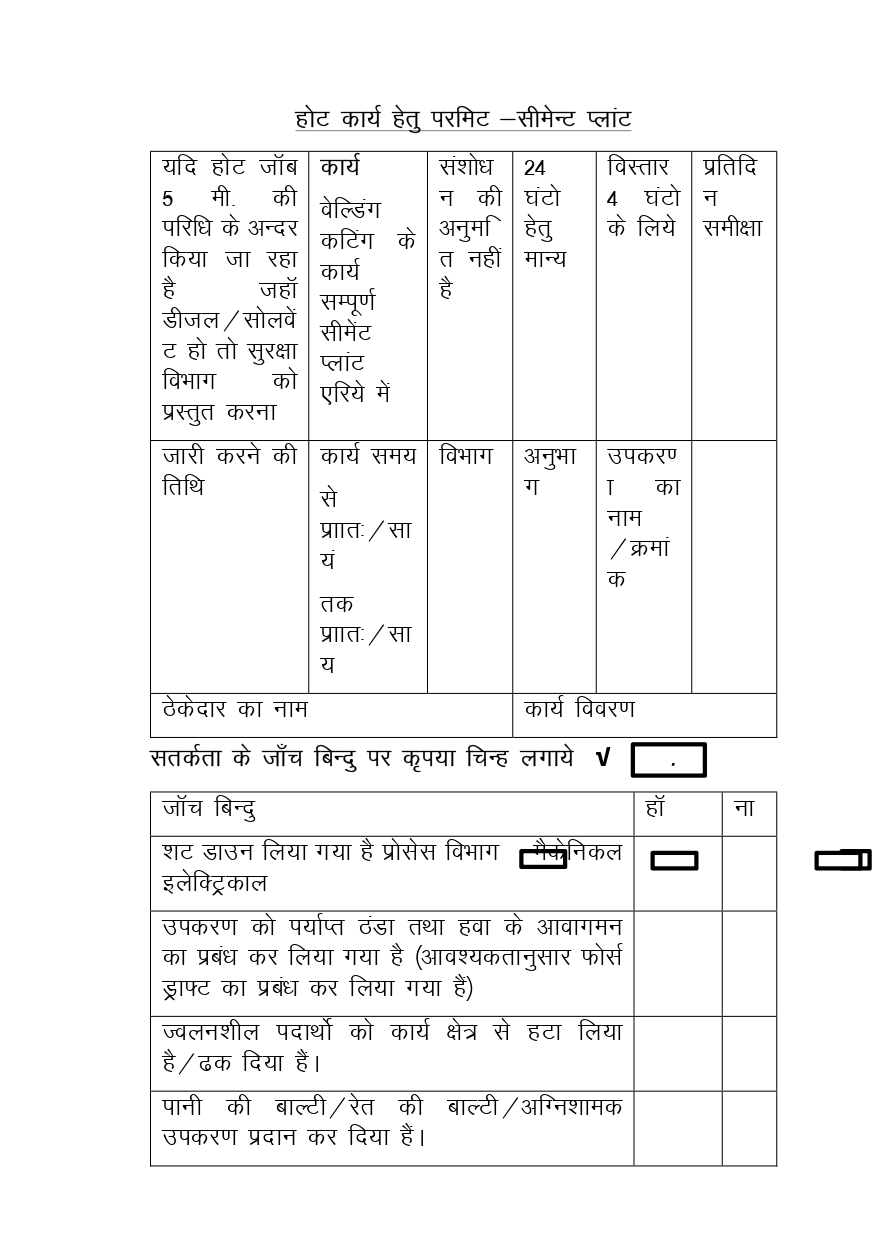 होट कार्य हेतु परमिट –सीमेन्ट प्लांट
यदि होट जॉब
5 मी. की
परिधि के अन्दर
किया जा रहा
है जहॉ
डीजल/सोलवें
ट हो तो सुरक्षा
विभाग को
प्रस्तुत करना
कार्य
वेल्डिंग
कटिंग के
कार्य
सम्पूर्ण
सीमेंट
प्लांट
एरिये में
संशोध
न की
अनुमति
त नहीं
है
24
घंटो
हेतु
मान्य
विस्तार
4 घंटो
के लिये
प्रतिदि
न
समीक्षा
जारी करने की
तिथि
कार्य समय
से
प्राातः/सा
यं
तक
प्राातः/सा
य
विभाग
अनुभा
ग
उपकरण
ा का
नाम
/क्रमां
क
ठेकेदार का नाम
कार्य विवरण
सतर्कता के जॉंच बिन्दु पर कृपया चिन्ह लगाये √ .
जॉच बिन्दु
हॉ
ना
शट डाउन लिया गया है प्रोसेस विभाग मैकेनिकल
इलेक्ट्रिकाल
उपकरण को पर्याप्त ठंडा तथा हवा के आवागमन
का प्रबंध कर लिया गया है (आवश्यकतानुसार फोर्स
ड्राफ्ट का प्रबंध कर लिया गया हैं)
ज्वलनशील पदार्थो को कार्य क्षेत्र से हटा लिया
है/ढक दिया हैं।
पानी की बाल्टी/रेत की बाल्टी/अग्निशामक
उपकरण प्रदान कर दिया हैं।